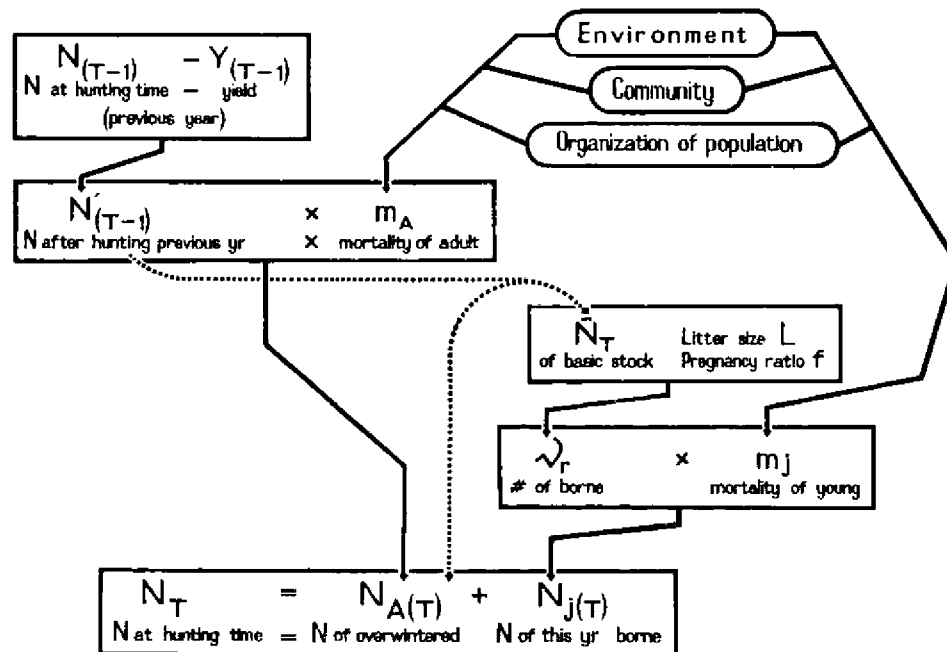 Environment
Community
Organization of population
N(T-1) - Y(T-1)
N at hunting time - yield
(previous year)
N'(T-1) × mA
N after hunting previous yr × mortality of adult
ÑT Litter size L
of basic stock Pregnancy ratio f
νr × mj
# of borne mortality of young
NT = NA(T) + Nj(T)
N at hunting time = N of overwintered N of this yr borne